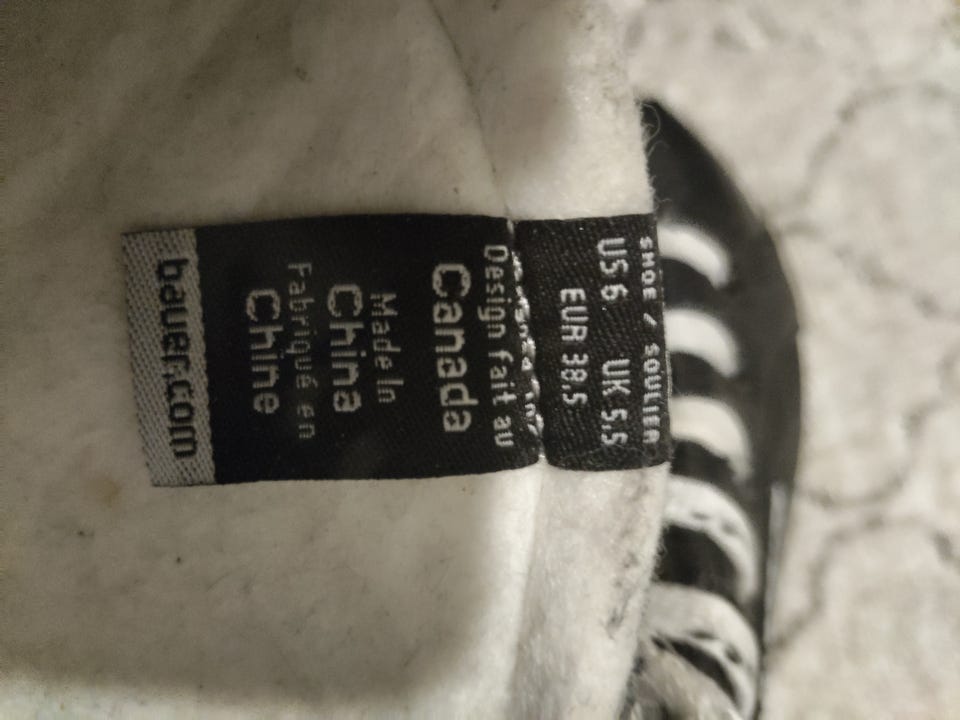 SHOE / SOULIER
US 6 UK 5.5
EUR 38.5
Design fait au
Canada
Made In
China
Fabriqué en
Chine
bauer.com